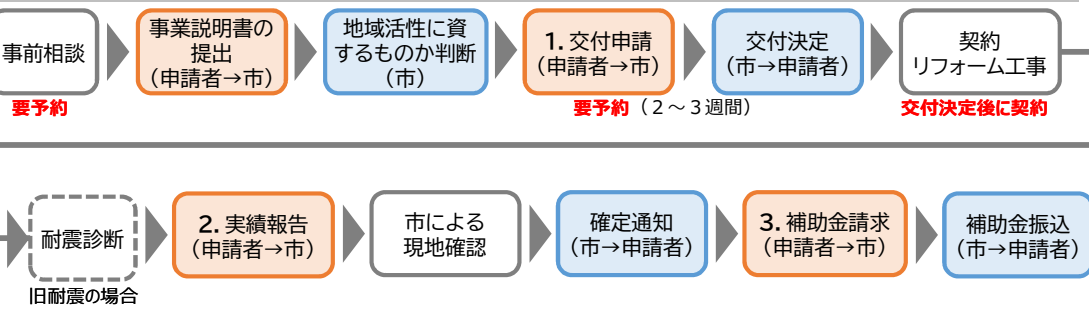 事前相談
要予約
事業説明書の
提出
（申請者→市）
地域活性に資
するものか判断
（市）
1. 交付申請
（申請者→市）
要予約（２～３週間）
交付決定
（市→申請者）
契約
リフォーム工事
交付決定後に契約
耐震診断
旧耐震の場合
2. 実績報告
（申請者→市）
市による
現地確認
確定通知
（市→申請者）
3. 補助金請求
（申請者→市）
補助金振込
（市→申請者）